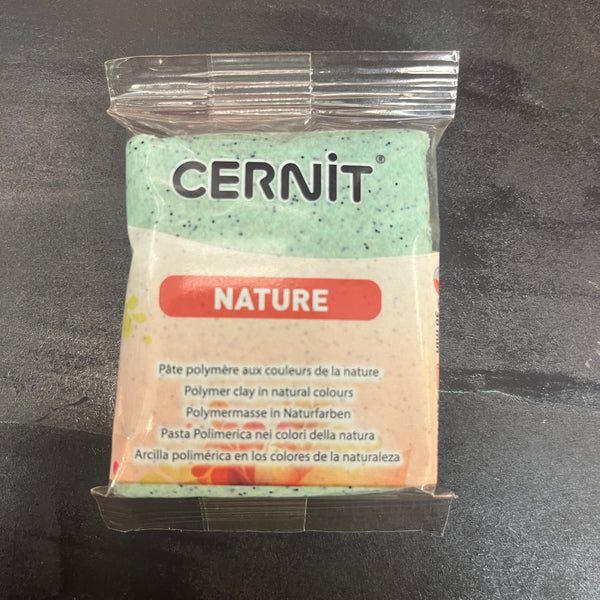 CERNiT®
NATURE
Pâte polymère aux couleurs de la nature
Polymer clay in natural colours
Polymermasse in Naturfarben
Pasta Polimerica nei colori della natura
Arcilla polimérica en los colores de la naturaleza